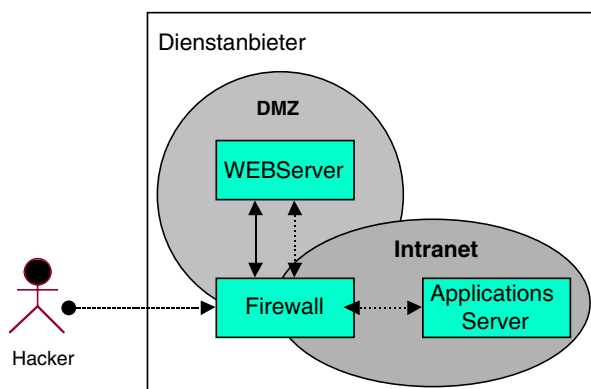 Dienstanbieter
DMZ
WEBServer
Intranet
Firewall
Applications
Server
Hacker